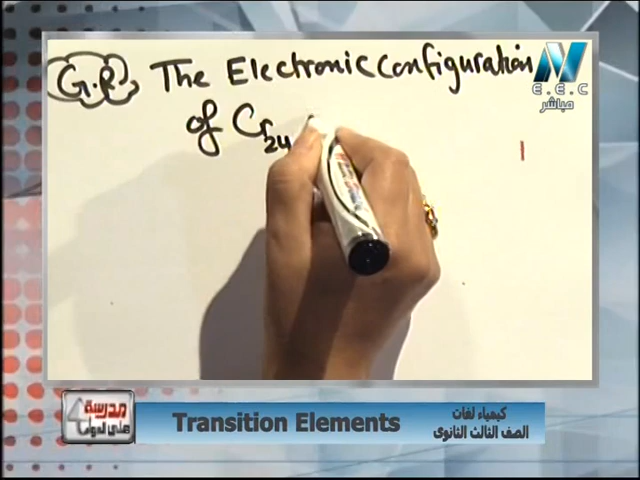 G.R The Electronic configuration
of Cr24
E.E.C
مباشر
مدرسة
على الهواء
Transition Elements
كيمياء لغات
الصف الثالث الثانوى